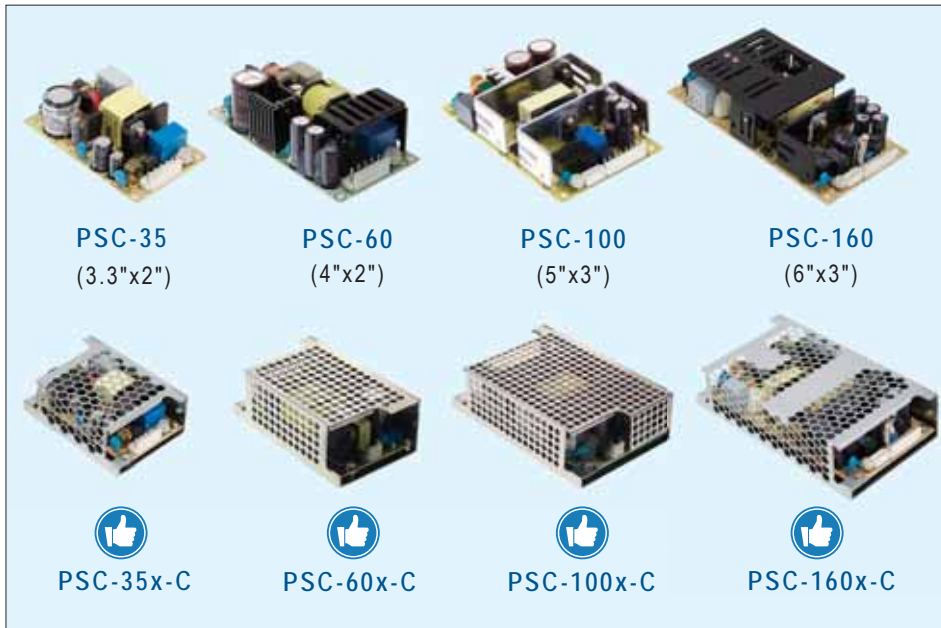 PSC-35
PSC-60
PSC-100
PSC-160
(3.3"x2")
(4"x2")
(5"x3")
(6"x3")
PSC-35x-C
PSC-60x-C
PSC-100x-C
PSC-160x-C